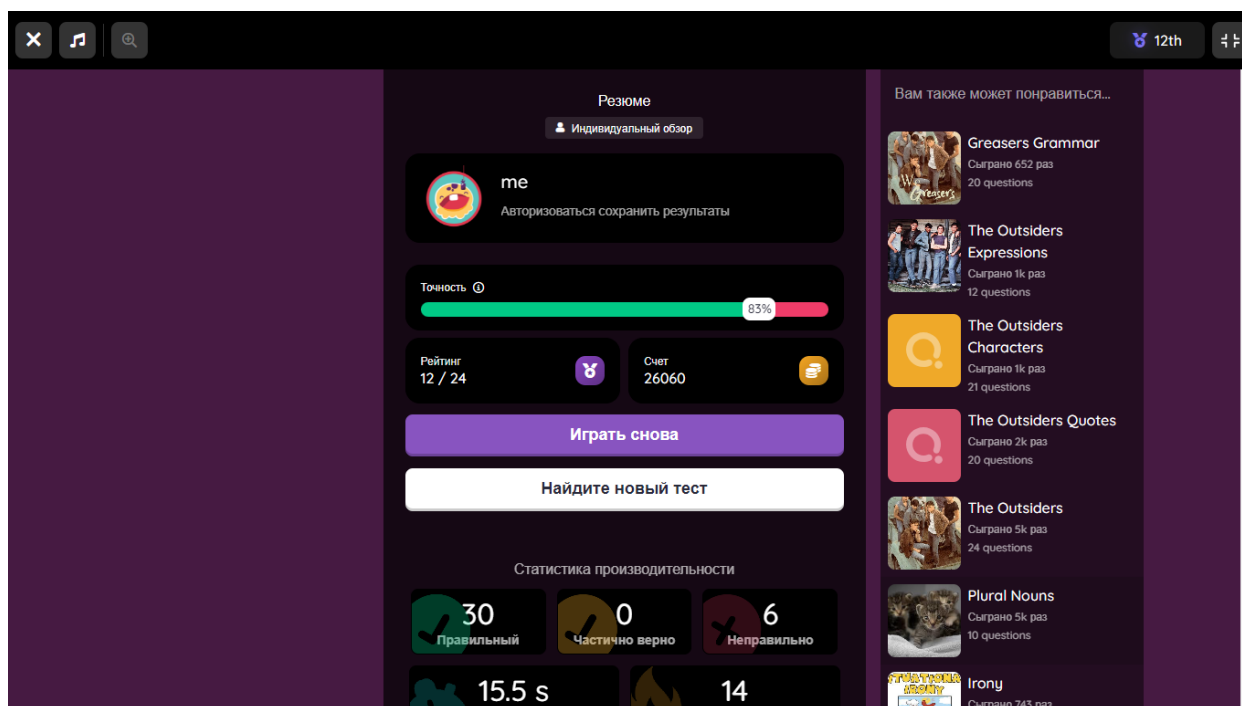 12th
Резюме
Индивидуальный обзор
me
Авторизоваться сохранить результаты
Точность
83%
Рейтинг
12 / 24
Счет
26060
Играть снова
Найдите новый тест
Статистика производительности
30
Правильный
0
Частично верно
6
Неправильно
15.5 s
14
Вам также может понравиться...
Greasers Grammar
Сыграно 652 раз
20 questions
The Outsiders
Expressions
Сыграно 1k раз
12 questions
The Outsiders
Characters
Сыграно 1k раз
21 questions
The Outsiders Quotes
Сыграно 2k раз
20 questions
The Outsiders
Сыграно 5k раз
24 questions
Plural Nouns
Сыграно 5k раз
10 questions
Irony
Сыграно 743 раз